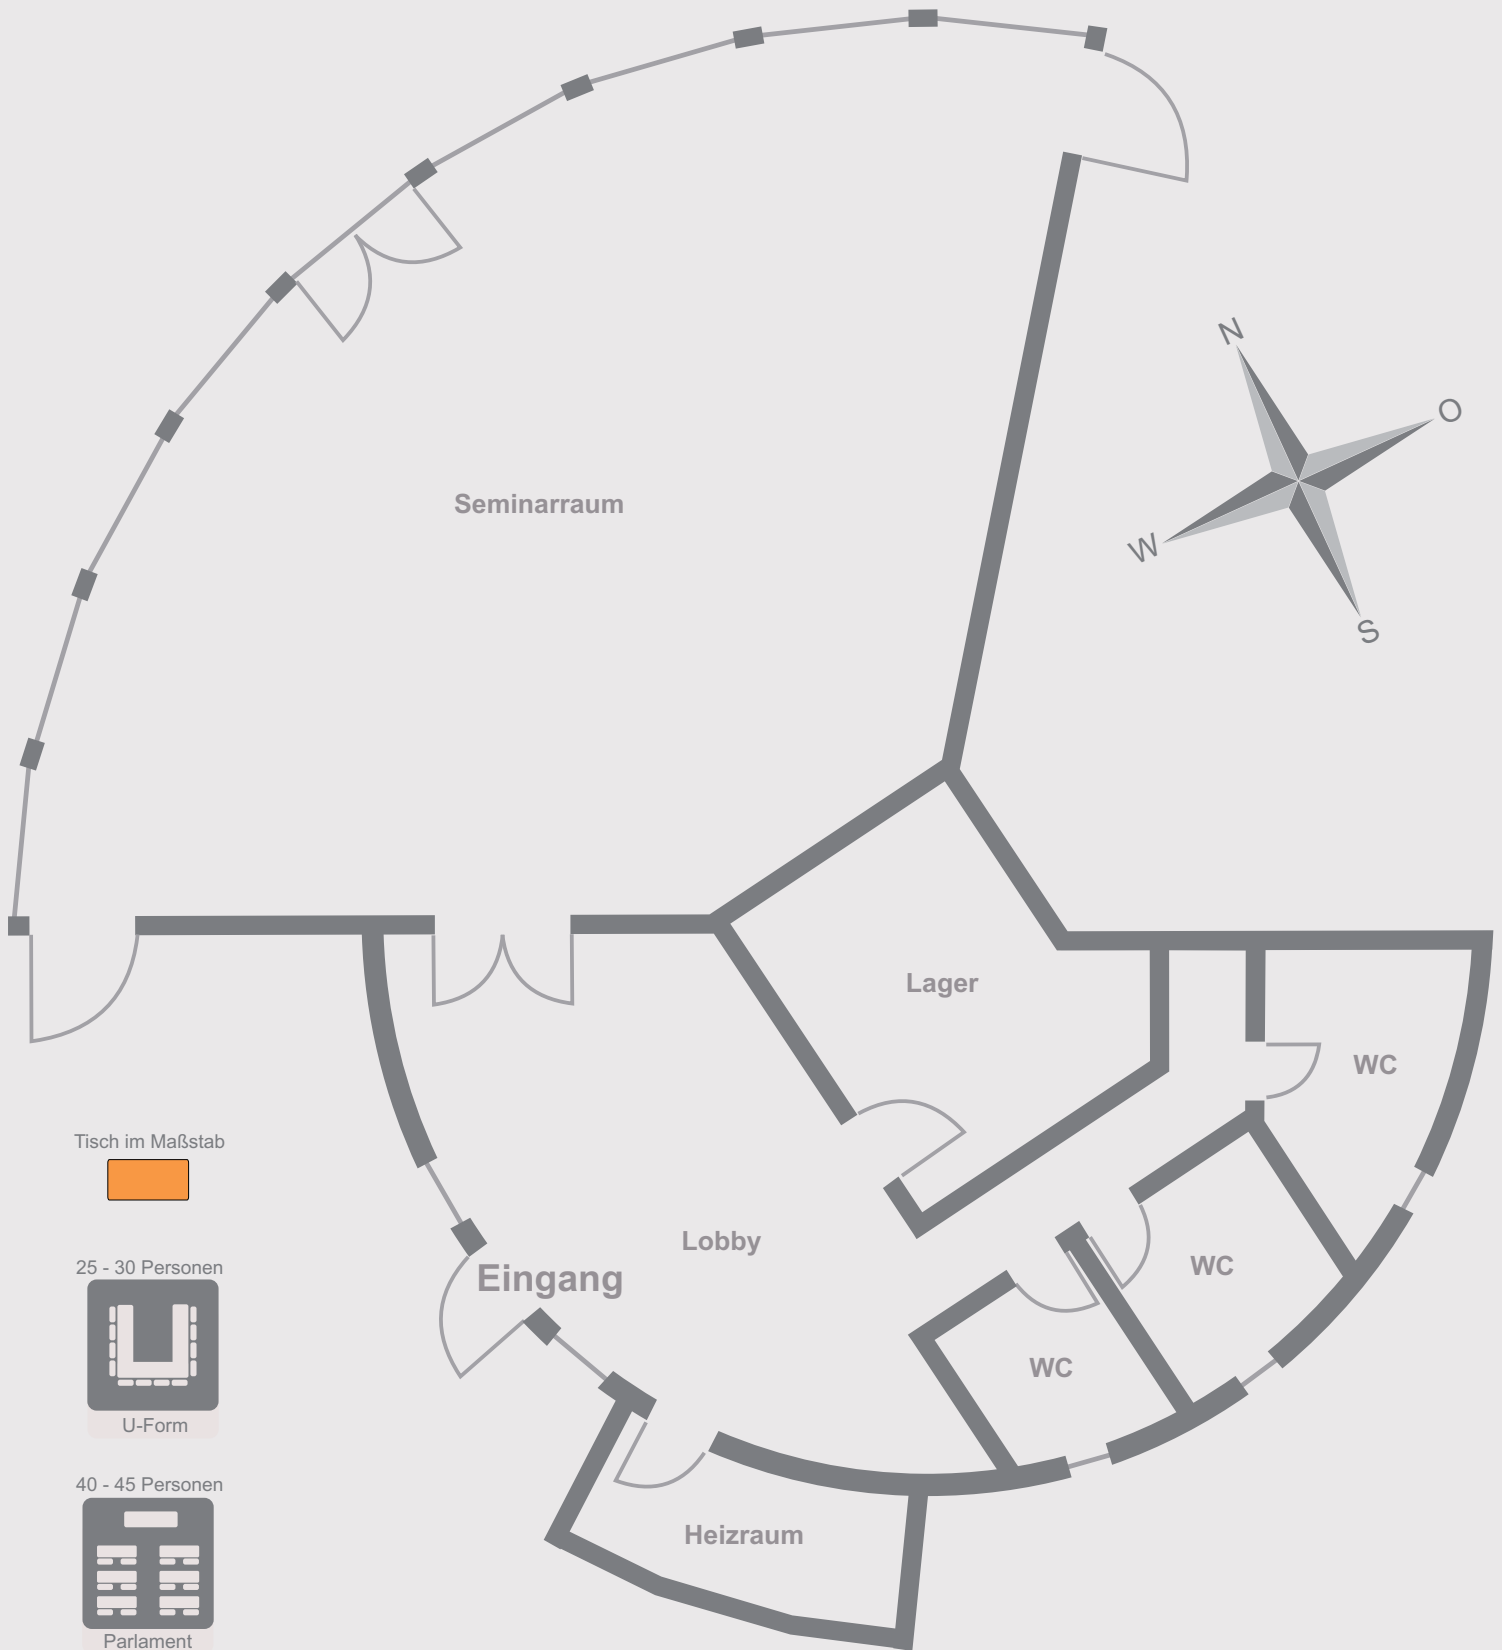 N
O
Seminarraum
W
S
Lager
WC
Tisch im Maßstab
Lobby
WC
25 - 30 Personen
Eingang
WC
U-Form
40 - 45 Personen
Heizraum
Parlament